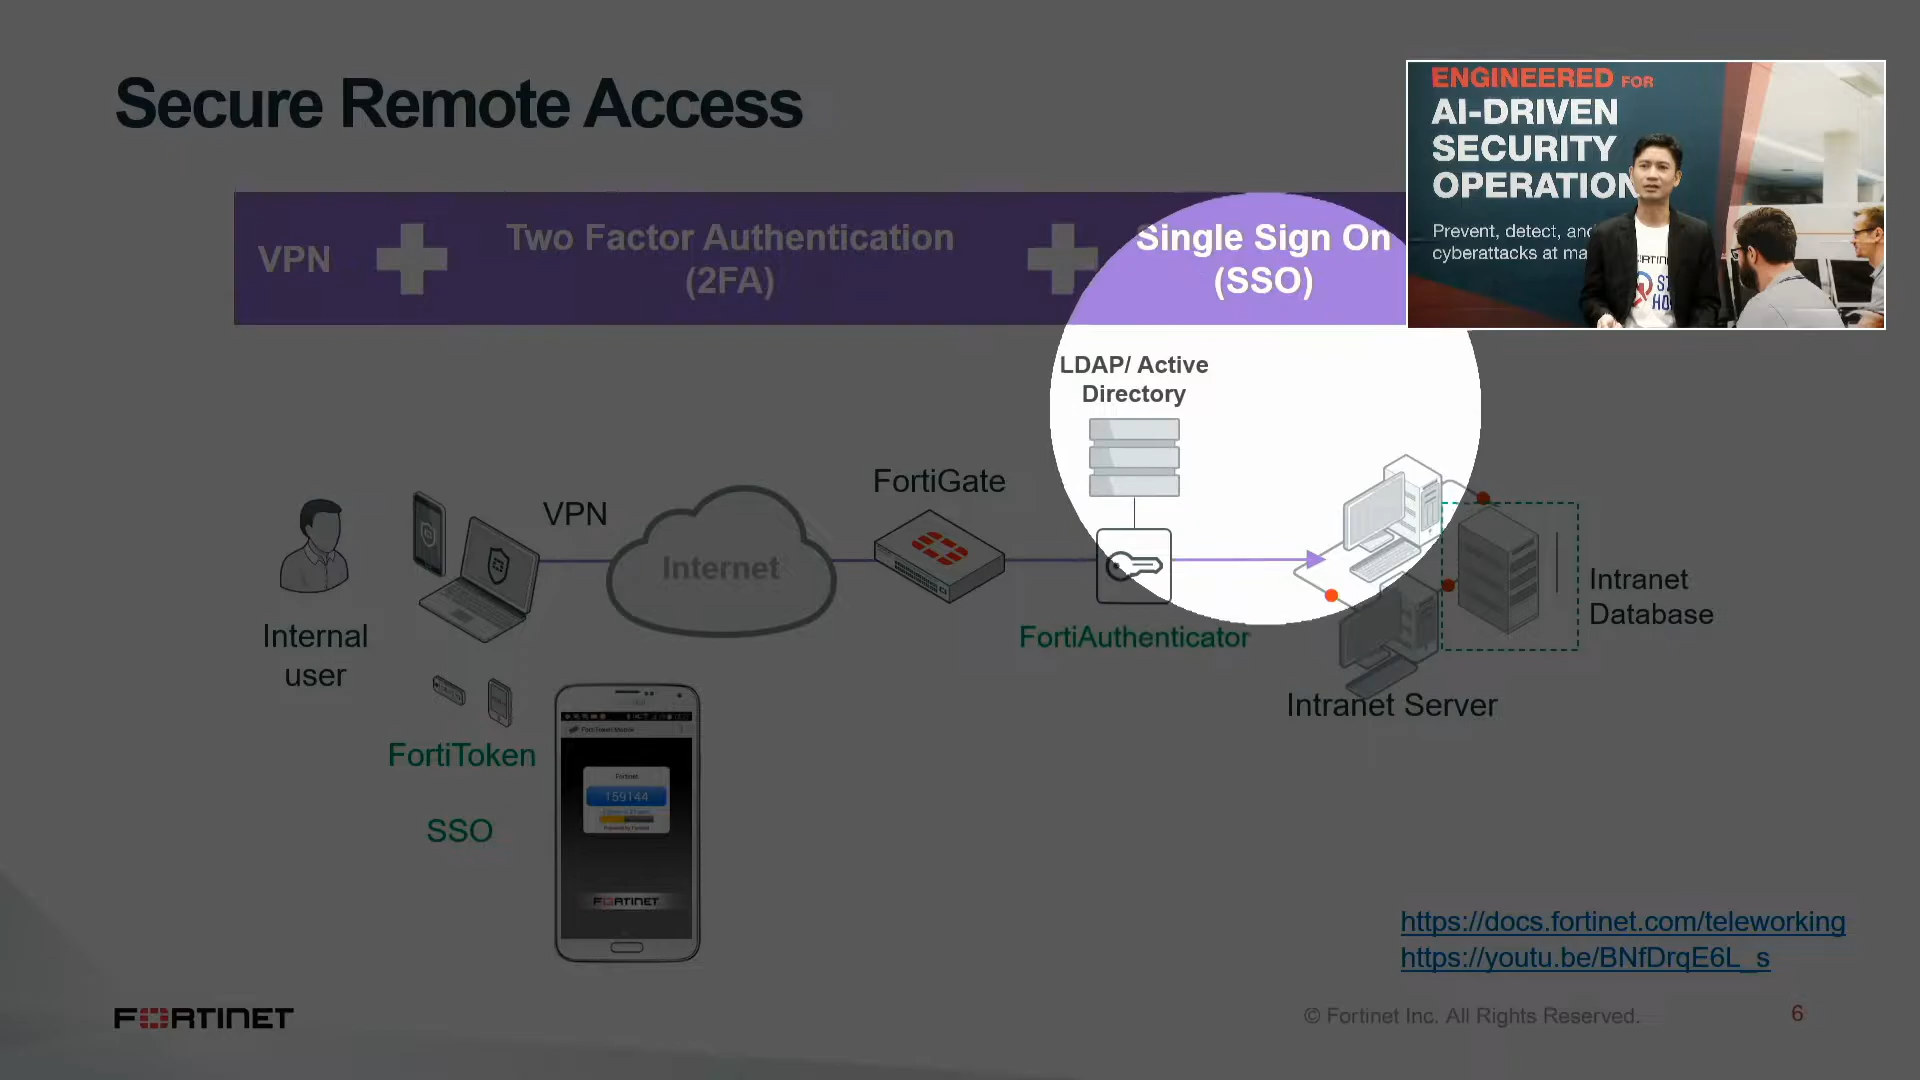 Secure Remote Access
ENGINEERED FOR
AI-DRIVEN
SECURITY
OPERATION
Prevent, detect, and
cyberattacks at ma
VPN
Two Factor Authentication
(2FA)
Single Sign On
(SSO)
LDAP/ Active
Directory
FortiGate
VPN
Internet
Intranet
Database
Internal
user
FortiAuthenticator
Intranet Server
FortiToken
SSO
Fortinet
159144
FORTINET
https://docs.fortinet.com/teleworking
https://youtu.be/BNfDrqE6L_s
FORTINET
© Fortinet Inc. All Rights Reserved.
6